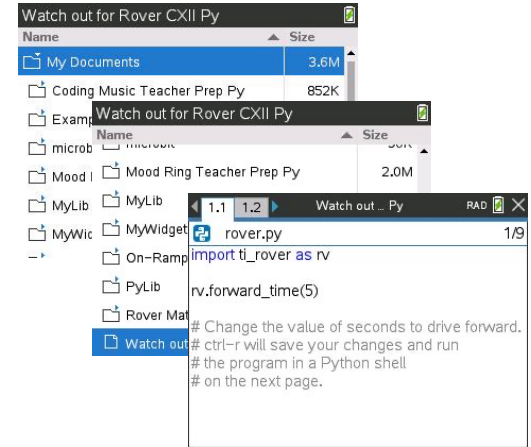 Watch out for Rover CXII Py
Name Size
My Documents 3.6M
Coding Music Teacher Prep Py 852K
microb
Mood
MyLib
Watch out for Rover CXII Py
Name Size
Mood Ring Teacher Prep Py 2.0M
MyLib
MyWidget
On-Ramp
PyLib
Rover Mat
Watch out
1.1 1.2 Watch out ... Py RAD
rover.py 1/9
import ti_rover as rv
rv.forward_time(5)
# Change the value of seconds to drive forward.
# ctrl-r will save your changes and run
# the program in a Python shell
# on the next page.